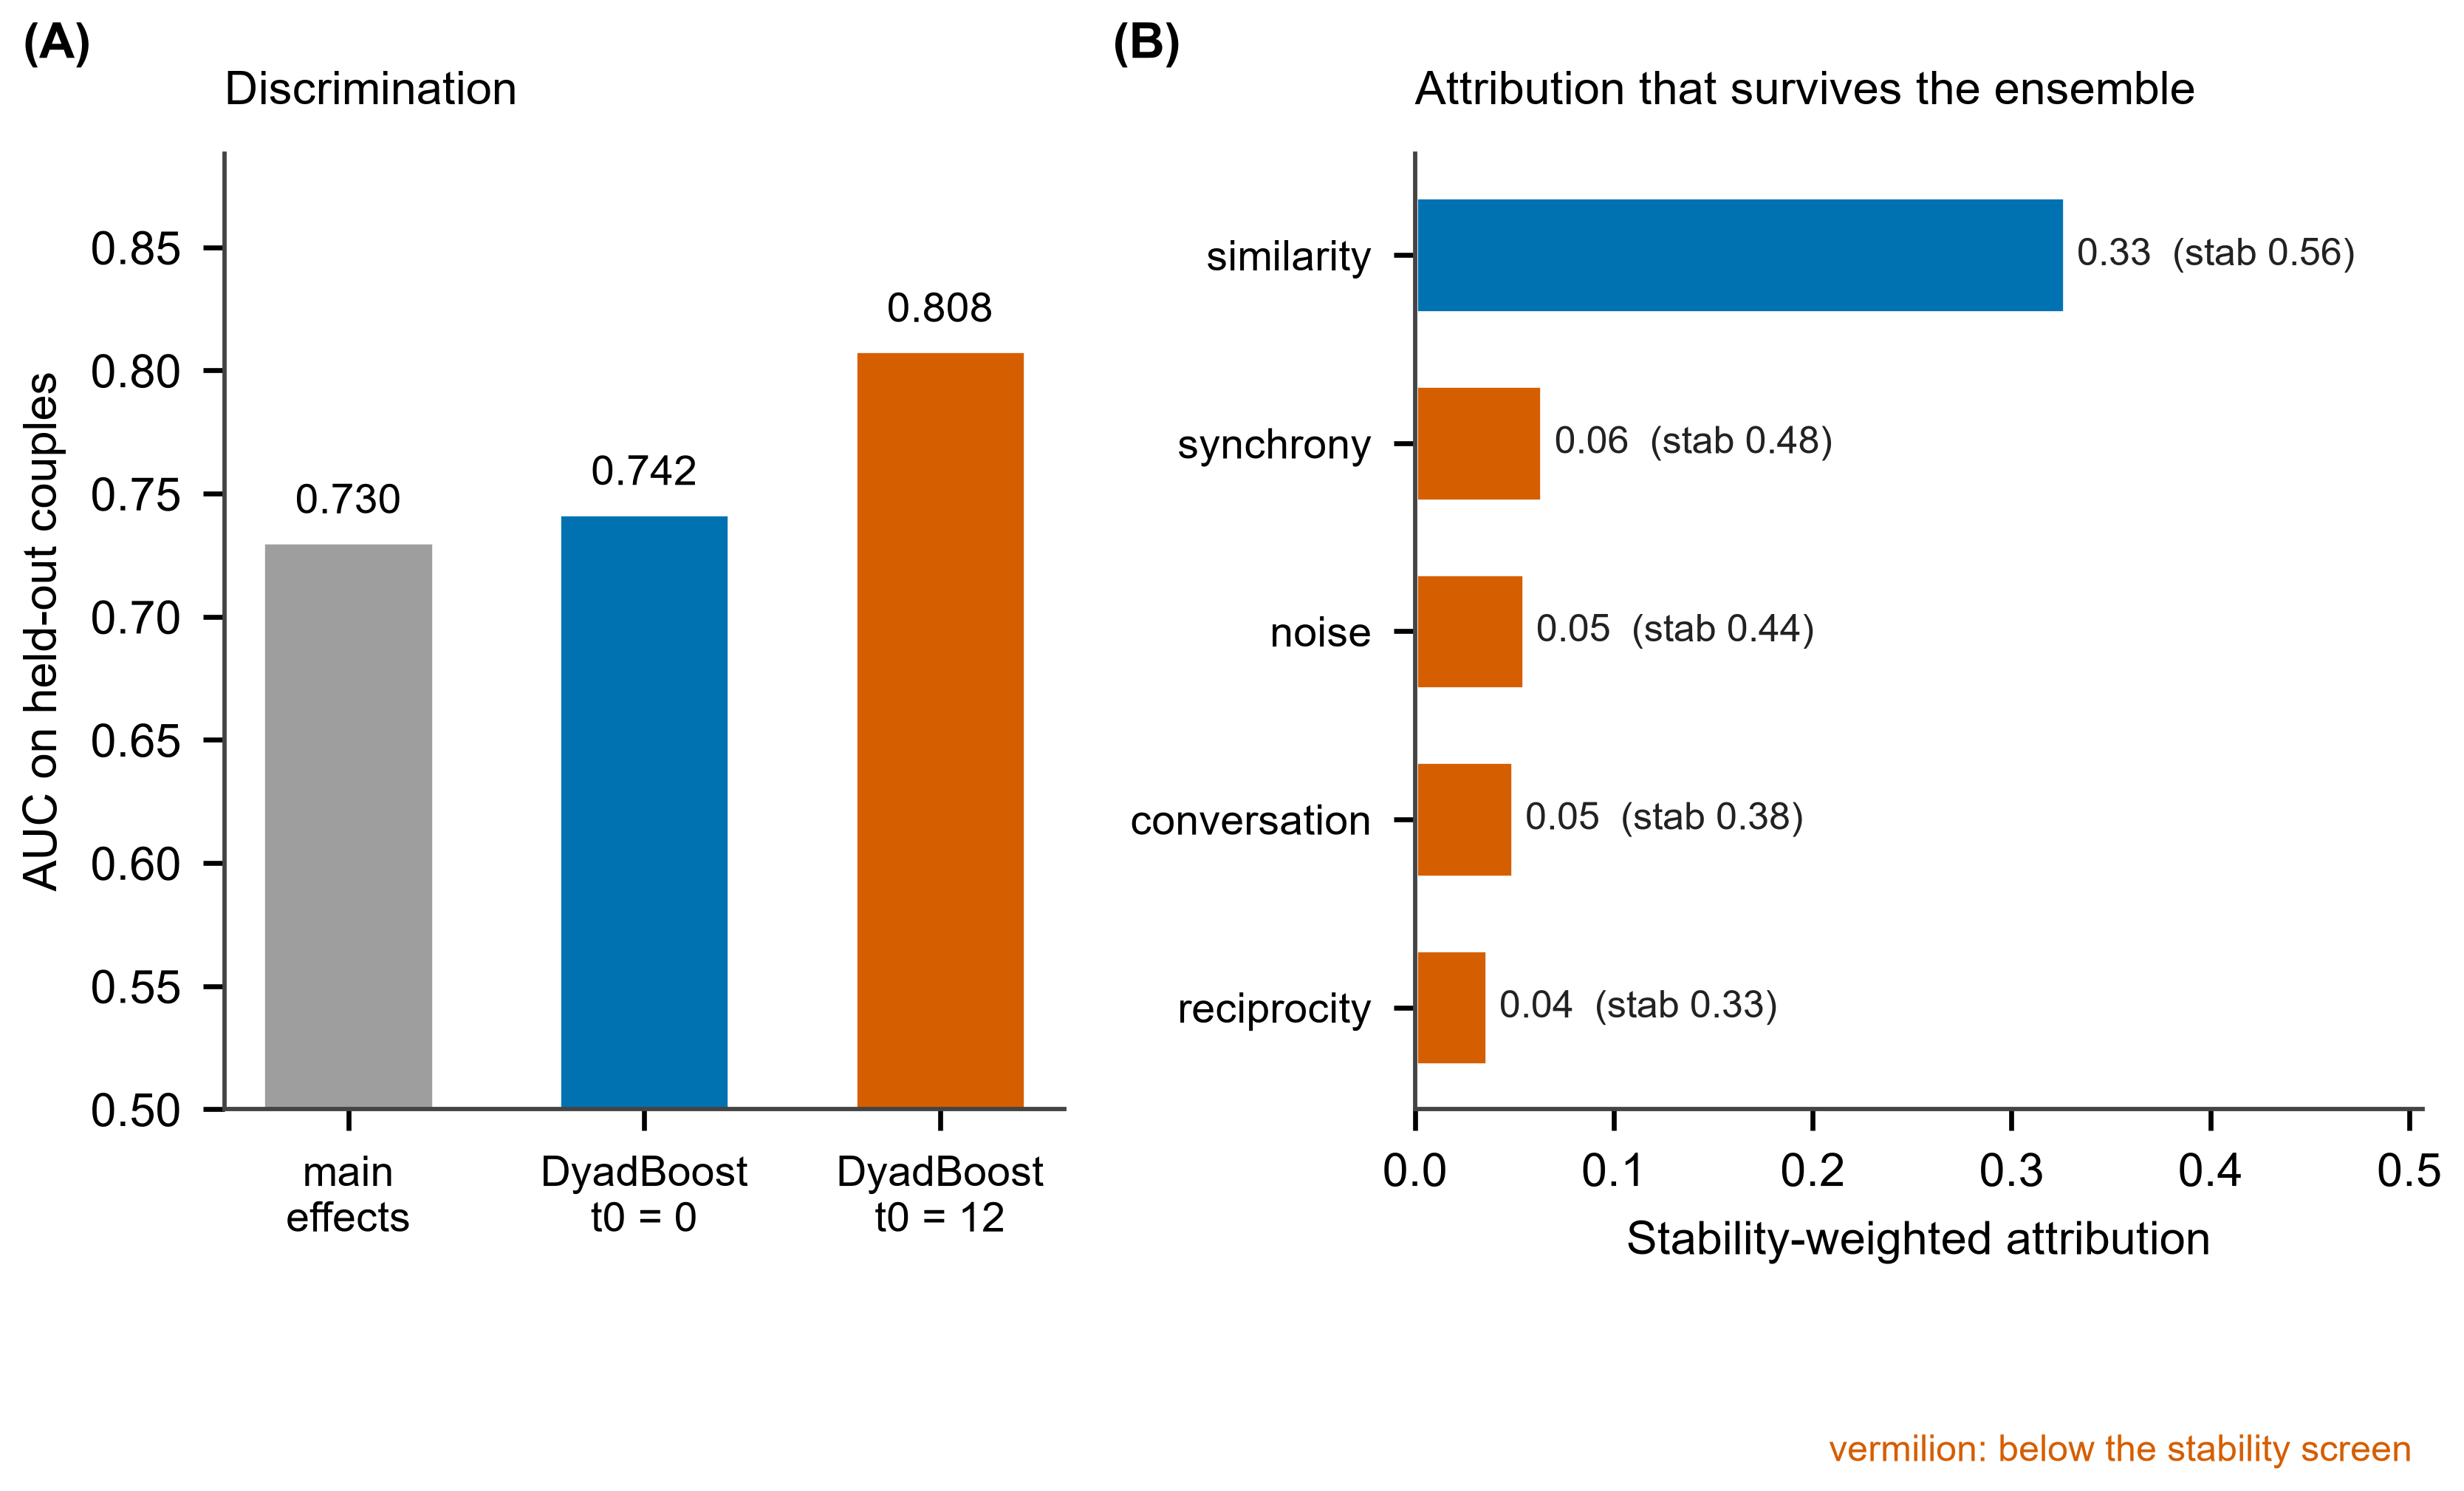 (A)
Discrimination
AUC on held-out couples
0.85
0.80
0.75
0.70
0.65
0.60
0.55
0.50
0.730
0.742
0.808
main
effects
DyadBoost
t0 = 0
DyadBoost
t0 = 12
(B)
Attribution that survives the ensemble
similarity
0.33 (stab 0.56)
synchrony
0.06 (stab 0.48)
noise
0.05 (stab 0.44)
conversation
0.05 (stab 0.38)
reciprocity
0.04 (stab 0.33)
0.0
0.1
0.2
0.3
0.4
0.5
Stability-weighted attribution
vermilion: below the stability screen